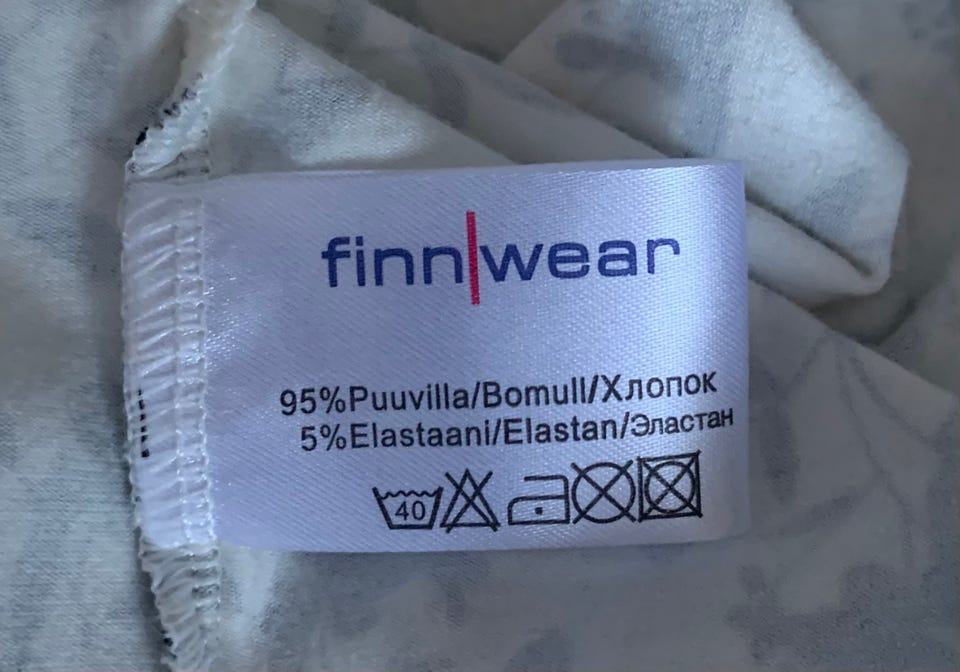 finn|wear
95%Puuvilla/Bomull/Хлопок
5%Elastaani/Elastan/Эластан
40